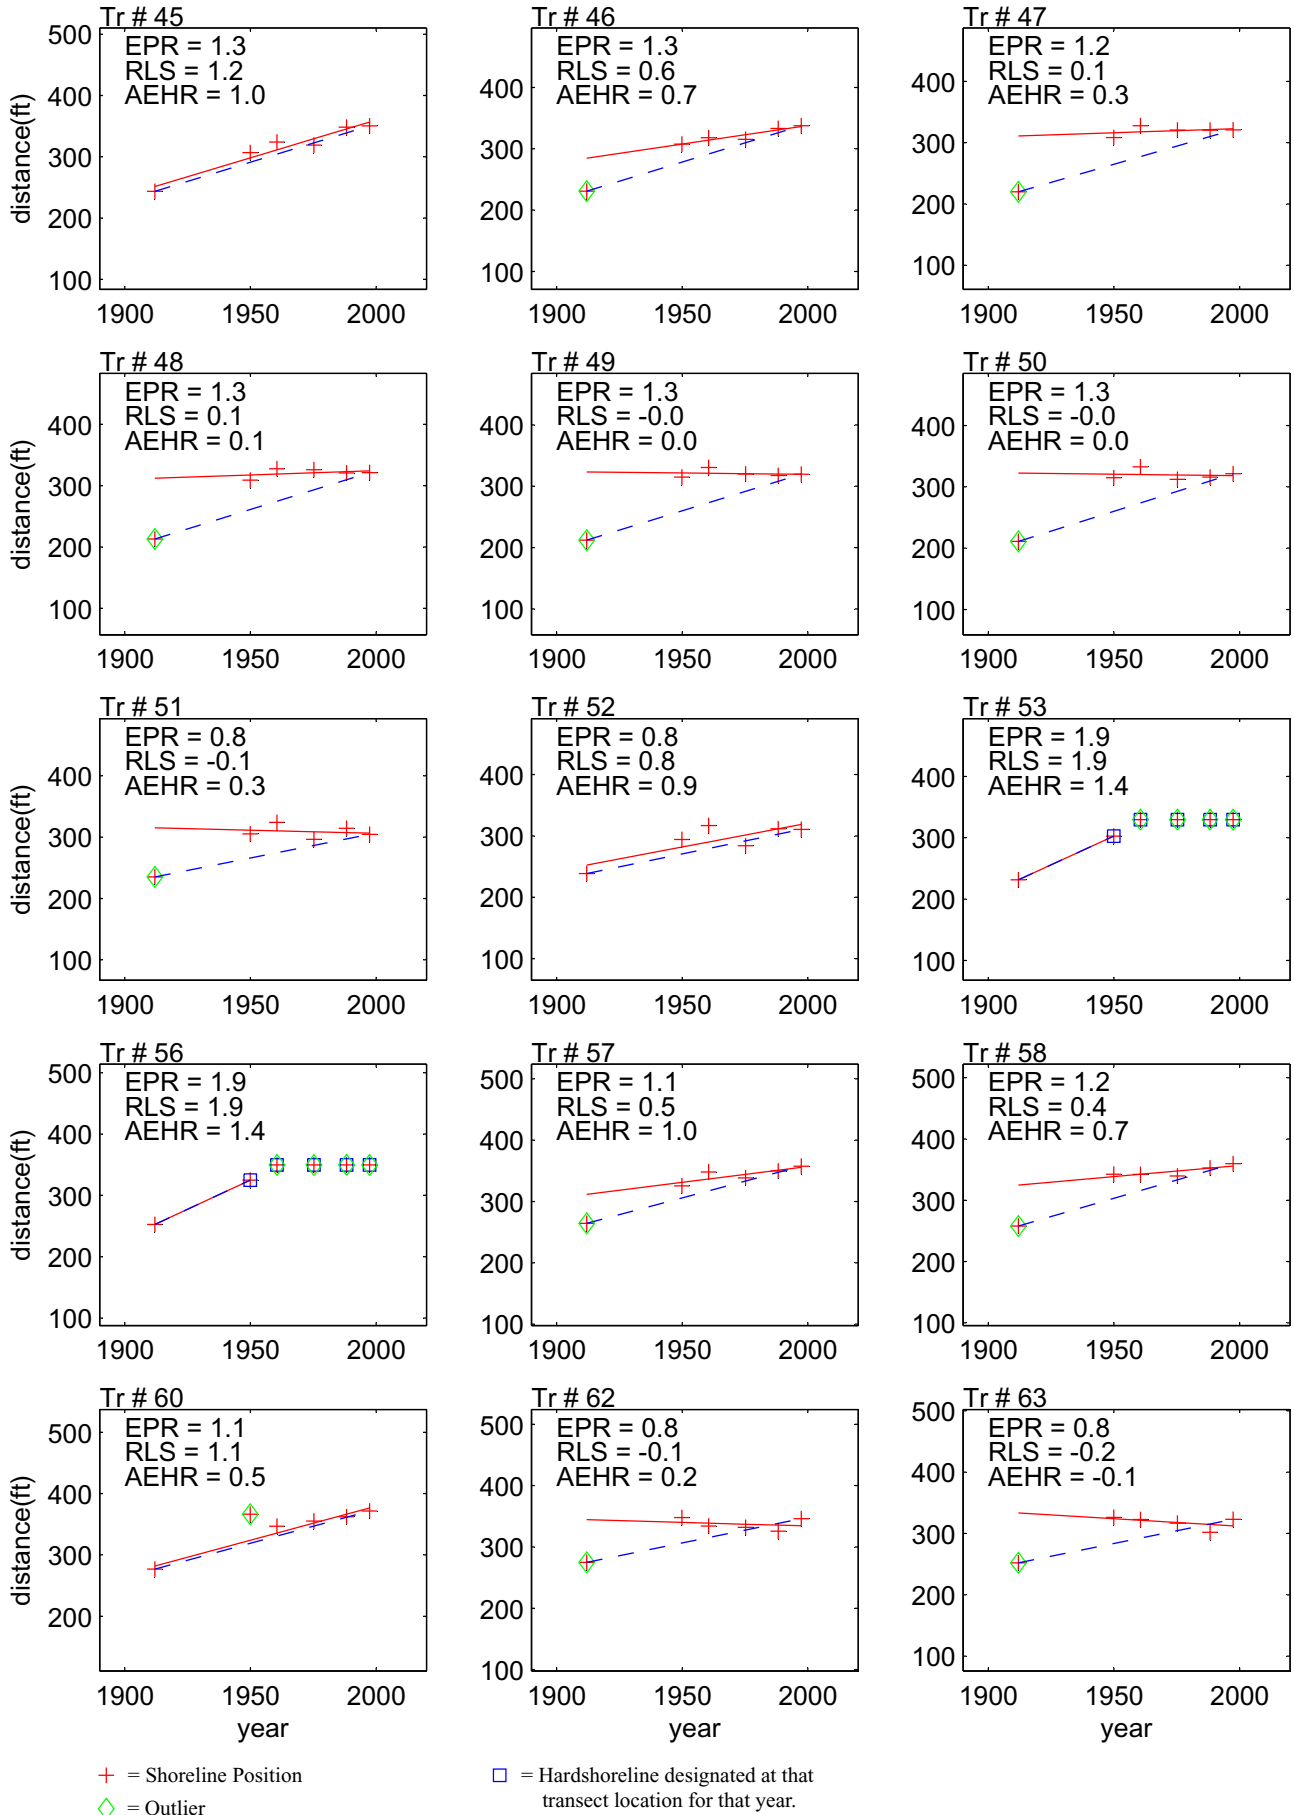 Tr # 45
EPR = 1.3
RLS = 1.2
AEHR = 1.0
500
400
300
200
100
distance(ft)
1900 1950 2000
Tr # 46
EPR = 1.3
RLS = 0.6
AEHR = 0.7
400
300
200
100
1900 1950 2000
Tr # 47
EPR = 1.2
RLS = 0.1
AEHR = 0.3
400
300
200
100
1900 1950 2000
Tr # 48
EPR = 1.3
RLS = 0.1
AEHR = 0.1
400
300
200
100
distance(ft)
1900 1950 2000
Tr # 49
EPR = 1.3
RLS = -0.0
AEHR = 0.0
400
300
200
100
1900 1950 2000
Tr # 50
EPR = 1.3
RLS = -0.0
AEHR = 0.0
400
300
200
100
1900 1950 2000
Tr # 51
EPR = 0.8
RLS = -0.1
AEHR = 0.3
400
300
200
100
distance(ft)
1900 1950 2000
Tr # 52
EPR = 0.8
RLS = 0.8
AEHR = 0.9
400
300
200
100
1900 1950 2000
Tr # 53
EPR = 1.9
RLS = 1.9
AEHR = 1.4
400
300
200
100
1900 1950 2000
Tr # 56
EPR = 1.9
RLS = 1.9
AEHR = 1.4
500
400
300
200
100
distance(ft)
1900 1950 2000
Tr # 57
EPR = 1.1
RLS = 0.5
AEHR = 1.0
500
400
300
200
100
1900 1950 2000
Tr # 58
EPR = 1.2
RLS = 0.4
AEHR = 0.7
500
400
300
200
100
1900 1950 2000
Tr # 60
EPR = 1.1
RLS = 1.1
AEHR = 0.5
500
400
300
200
distance(ft)
1900 1950 2000
year
Tr # 62
EPR = 0.8
RLS = -0.1
AEHR = 0.2
500
400
300
200
100
1900 1950 2000
year
Tr # 63
EPR = 0.8
RLS = -0.2
AEHR = -0.1
500
400
300
200
100
1900 1950 2000
year
= Shoreline Position
= Outlier
= Hardshoreline designated at that
transect location for that year.